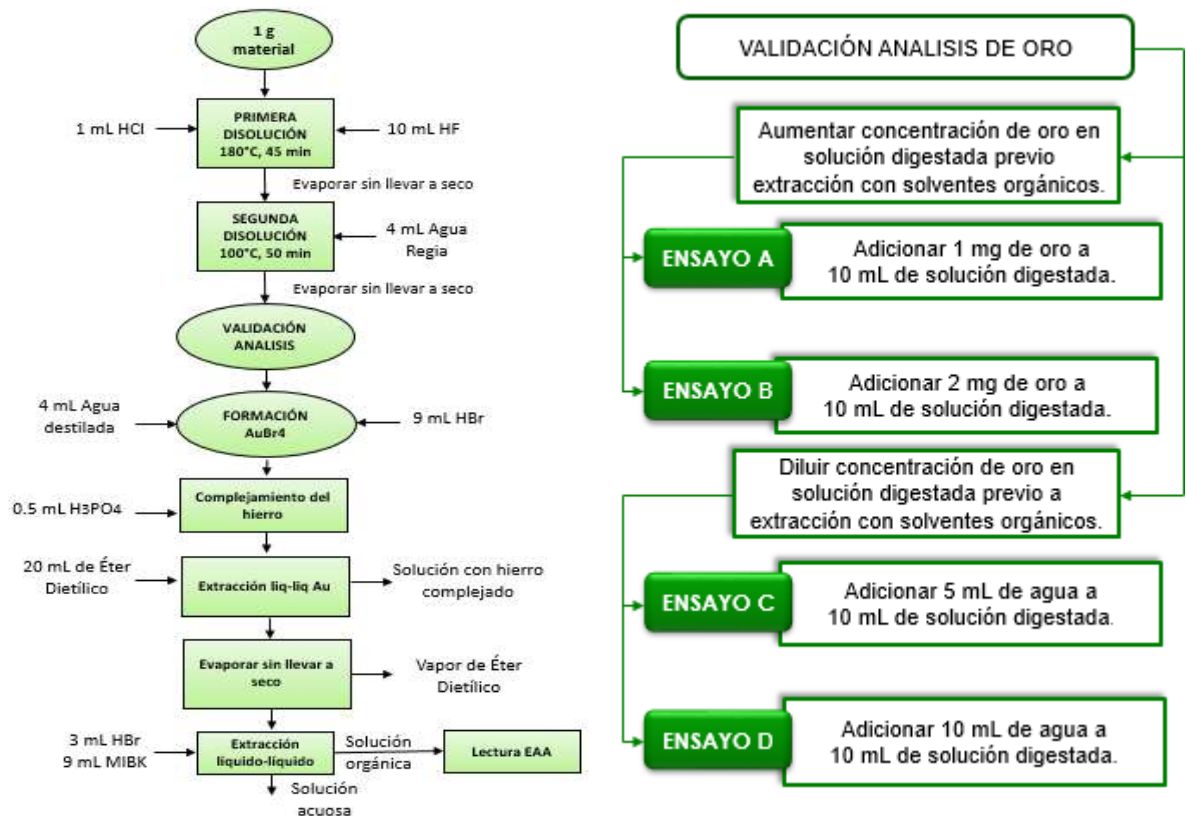 1 g
material
1 mL HCl
PRIMERA
DISOLUCIÓN
180°C, 45 min
10 mL HF
Evaporar sin llevar a seco
SEGUNDA
DISOLUCIÓN
100°C, 50 min
4 mL Agua
Regia
Evaporar sin llevar a seco
VALIDACIÓN
ANALISIS
4 mL Agua
destilada
FORMACIÓN
AuBr4
9 mL HBr
0.5 mL H3PO4
Complejamiento del
hierro
20 mL de Éter
Dietílico
Extracción liq-liq Au
Solución con hierro
complejado
Evaporar sin llevar a
seco
Vapor de Éter
Dietílico
3 mL HBr
9 mL MIBK
Extracción
líquido-líquido
Solución
orgánica
Lectura EAA
Solución
acuosa
VALIDACIÓN ANALISIS DE ORO
Aumentar concentración de oro en
solución digestada previo
extracción con solventes orgánicos.
ENSAYO A
Adicionar 1 mg de oro a
10 mL de solución digestada.
ENSAYO B
Adicionar 2 mg de oro a
10 mL de solución digestada.
Diluir concentración de oro en
solución digestada previo a
extracción con solventes orgánicos.
ENSAYO C
Adicionar 5 mL de agua a
10 mL de solución digestada.
ENSAYO D
Adicionar 10 mL de agua a
10 mL de solución digestada.